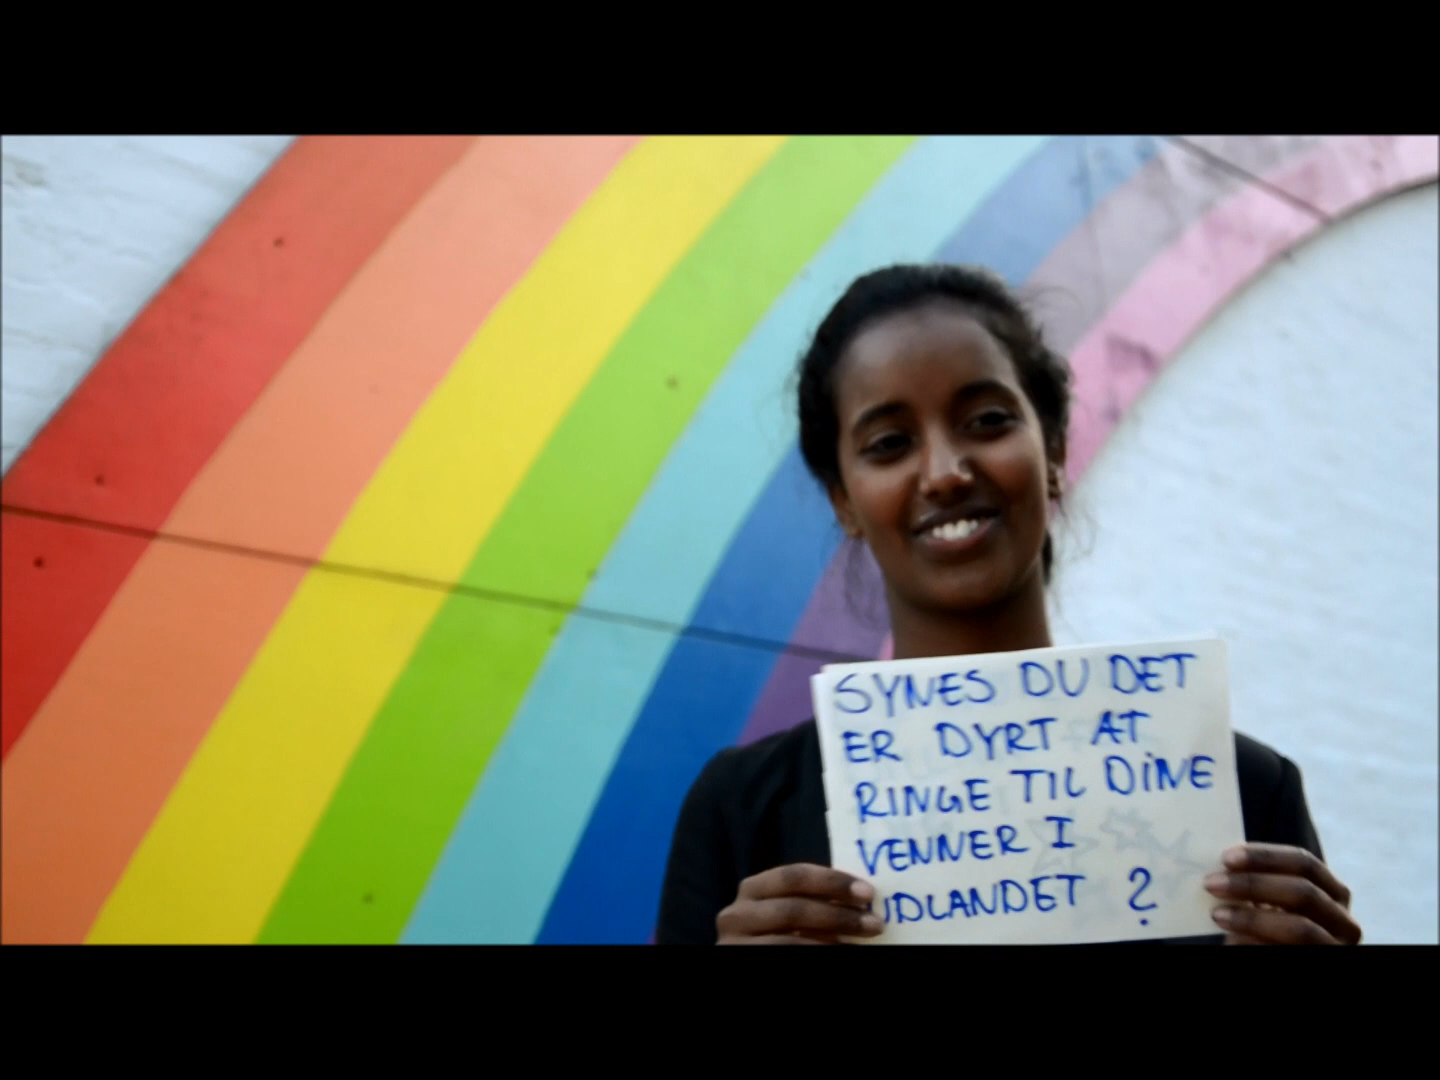 SYNES DU DET
ER DYRT AT
RINGE TIL DINE
VENNER I
UDLANDET ?